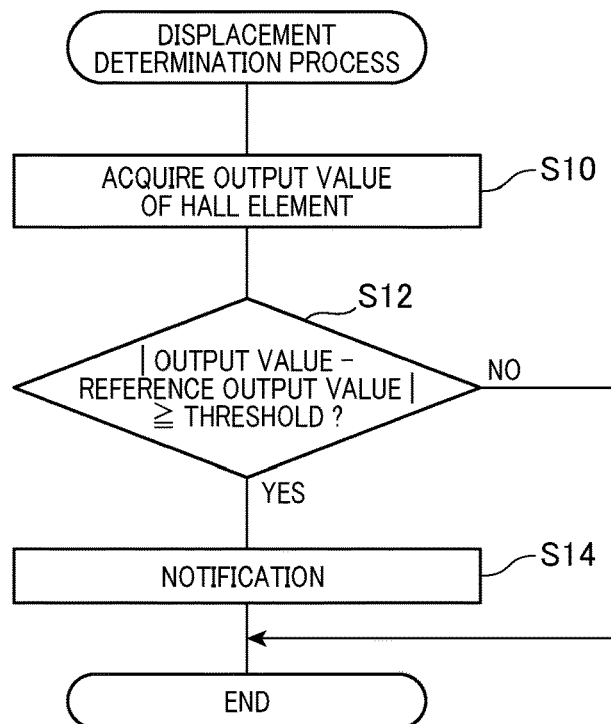 DISPLACEMENT
DETERMINATION PROCESS
ACQUIRE OUTPUT VALUE
OF HALL ELEMENT
S10
S12
| OUTPUT VALUE –
REFERENCE OUTPUT VALUE |
≧ THRESHOLD ?
NO
YES
NOTIFICATION
S14
END